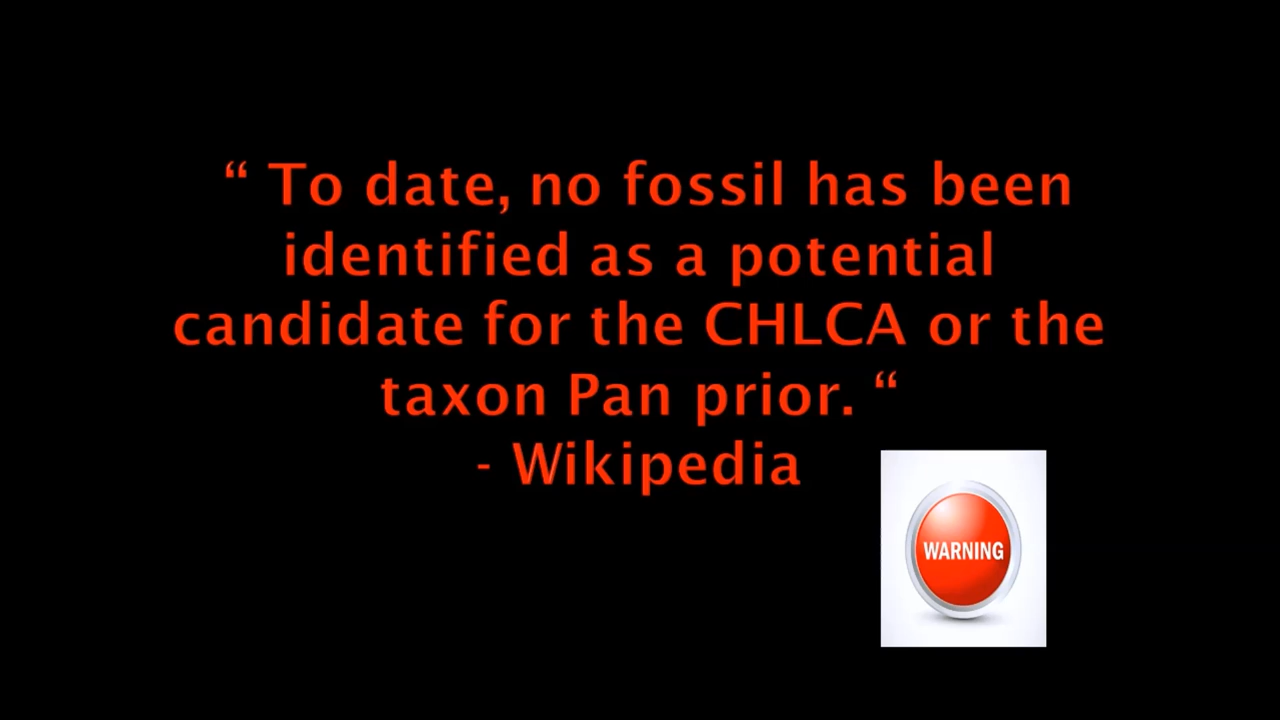 “ To date, no fossil has been
identified as a potential
candidate for the CHLCA or the
taxon Pan prior. “
- Wikipedia
WARNING